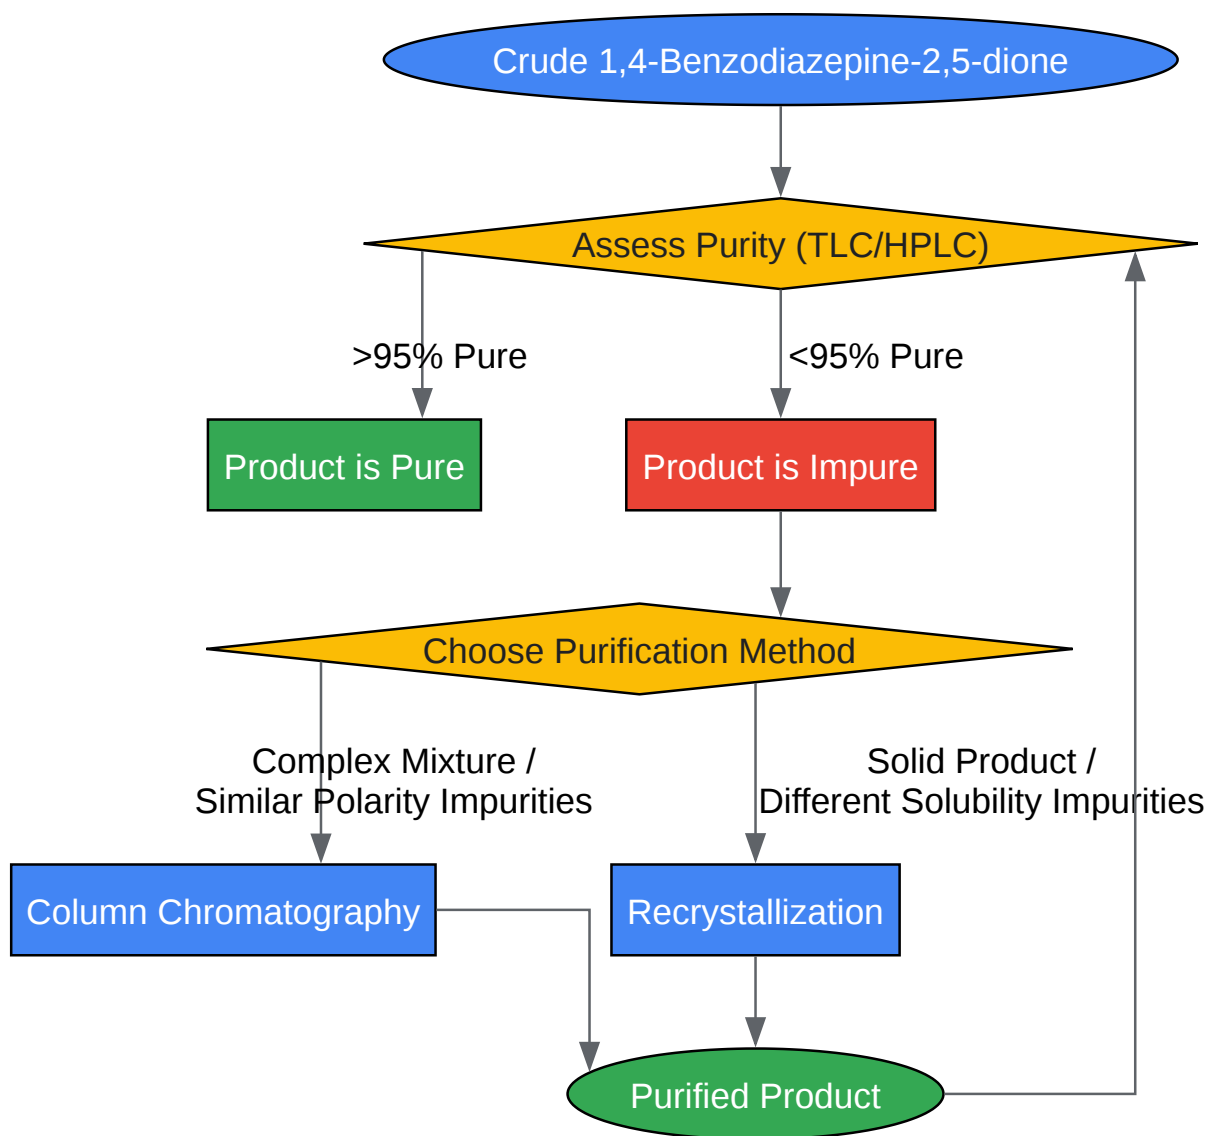 Crude 1,4-Benzodiazepine-2,5-dione
Assess Purity (TLC/HPLC)
>95% Pure
<95% Pure
Product is Pure
Product is Impure
Choose Purification Method
Complex Mixture /
Similar Polarity Impurities
Solid Product /
Different Solubility Impurities
Column Chromatography
Recrystallization
Purified Product